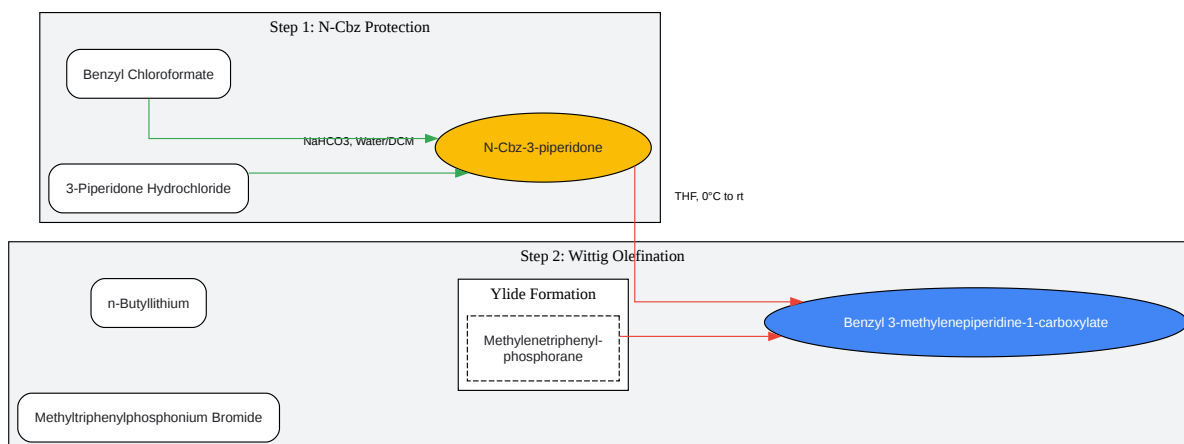 Step 1: N-Cbz Protection
Benzyl Chloroformate
NaHCO3, Water/DCM
N-Cbz-3-piperidone
3-Piperidone Hydrochloride
THF, 0°C to rt
Step 2: Wittig Olefination
n-Butyllithium
Ylide Formation
Methylenetriphenyl-
phosphorane
Benzyl 3-methylenepiperidine-1-carboxylate
Methyltriphenylphosphonium Bromide